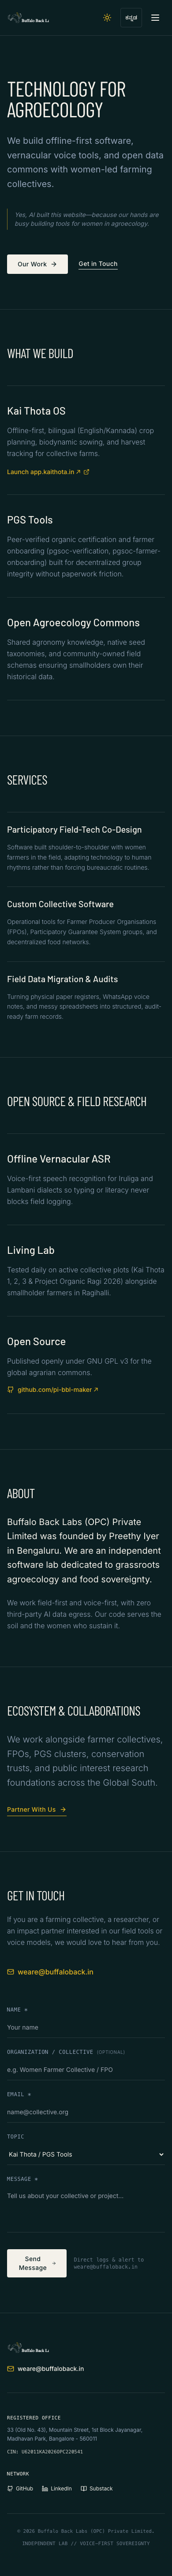 Buffalo Back Labs
ಕನ್ನಡ
TECHNOLOGY FOR
AGROECOLOGY
We build offline-first software,
vernacular voice tools, and open data
commons with women-led farming
collectives.
Yes, AI built this website—because our hands are
busy building tools for women in agroecology.
Our Work →
Get in Touch
WHAT WE BUILD
Kai Thota OS
Offline-first, bilingual (English/Kannada) crop
planning, biodynamic sowing, and harvest
tracking for collective farms.
Launch app.kaithota.in ↗
PGS Tools
Peer-verified organic certification and farmer
onboarding (pgsoc-verification, pgsoc-farmer-
onboarding) built for decentralized group
integrity without paperwork friction.
Open Agroecology Commons
Shared agronomy knowledge, native seed
taxonomies, and community-owned field
schemas ensuring smallholders own their
historical data.
SERVICES
Participatory Field-Tech Co-Design
Software built shoulder-to-shoulder with women
farmers in the field, adapting technology to human
rhythms rather than forcing bureaucratic routines.
Custom Collective Software
Operational tools for Farmer Producer Organisations
(FPOs), Participatory Guarantee System groups, and
decentralized food networks.
Field Data Migration & Audits
Turning physical paper registers, WhatsApp voice
notes, and messy spreadsheets into structured, audit-
ready farm records.
OPEN SOURCE & FIELD RESEARCH
Offline Vernacular ASR
Voice-first speech recognition for Iruliga and
Lambani dialects so typing or literacy never
blocks field logging.
Living Lab
Tested daily on active collective plots (Kai Thota
1, 2, 3 & Project Organic Ragi 2026) alongside
smallholder farmers in Ragihalli.
Open Source
Published openly under GNU GPL v3 for the
global agrarian commons.
github.com/pi-bbl-maker ↗
ABOUT
Buffalo Back Labs (OPC) Private
Limited was founded by Preethy Iyer
in Bengaluru. We are an independent
software lab dedicated to grassroots
agroecology and food sovereignty.
We work field-first and voice-first, with zero
third-party AI data egress. Our code serves the
soil and the women who sustain it.
ECOSYSTEM & COLLABORATIONS
We work alongside farmer collectives,
FPOs, PGS clusters, conservation
trusts, and public interest research
foundations across the Global South.
Partner With Us →
GET IN TOUCH
If you are a farming collective, a researcher, or
an impact partner interested in our field tools or
voice models, we would love to hear from you.
weare@buffaloback.in
NAME *
Your name
ORGANIZATION / COLLECTIVE (OPTIONAL)
e.g. Women Farmer Collective / FPO
EMAIL *
name@collective.org
TOPIC
Kai Thota / PGS Tools
MESSAGE *
Tell us about your collective or project...
Send
Message →
Direct logs & alert to
weare@buffaloback.in
Buffalo Back Labs
weare@buffaloback.in
REGISTERED OFFICE
33 (Old No. 43), Mountain Street, 1st Block Jayanagar,
Madhavan Park, Bangalore - 560011
NETWORK
GitHub
LinkedIn
Substack
© 2026 Buffalo Back Labs (OPC) Private Limited.
INDEPENDENT LAB // VOICE-FIRST SOVEREIGNTY